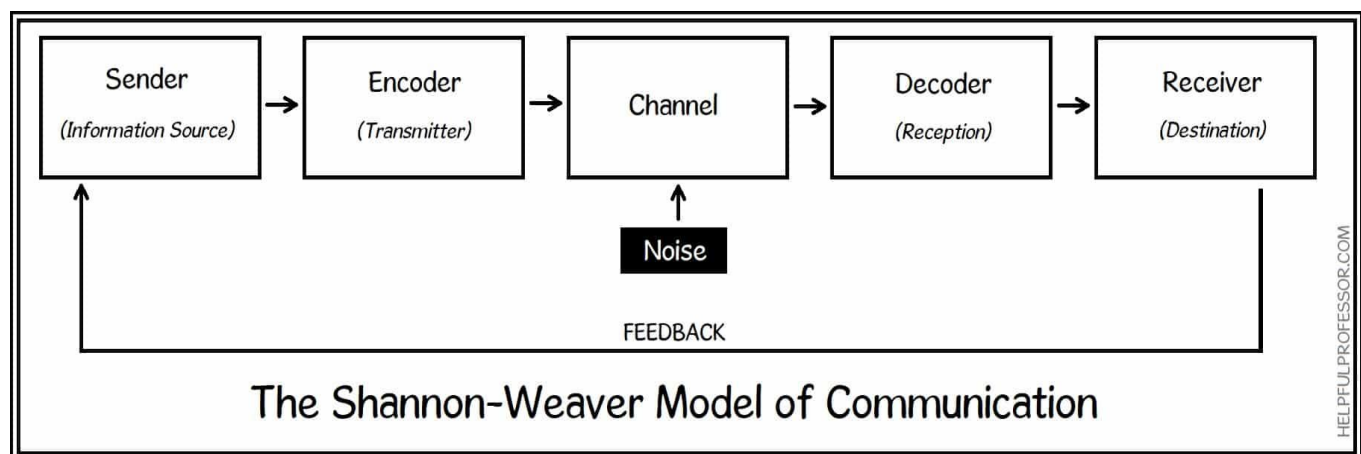 Sender
(Information Source)
Encoder
(Transmitter)
Channel
Decoder
(Reception)
Receiver
(Destination)
Noise
FEEDBACK
The Shannon-Weaver Model of Communication
HELPFULPROFESSOR.COM